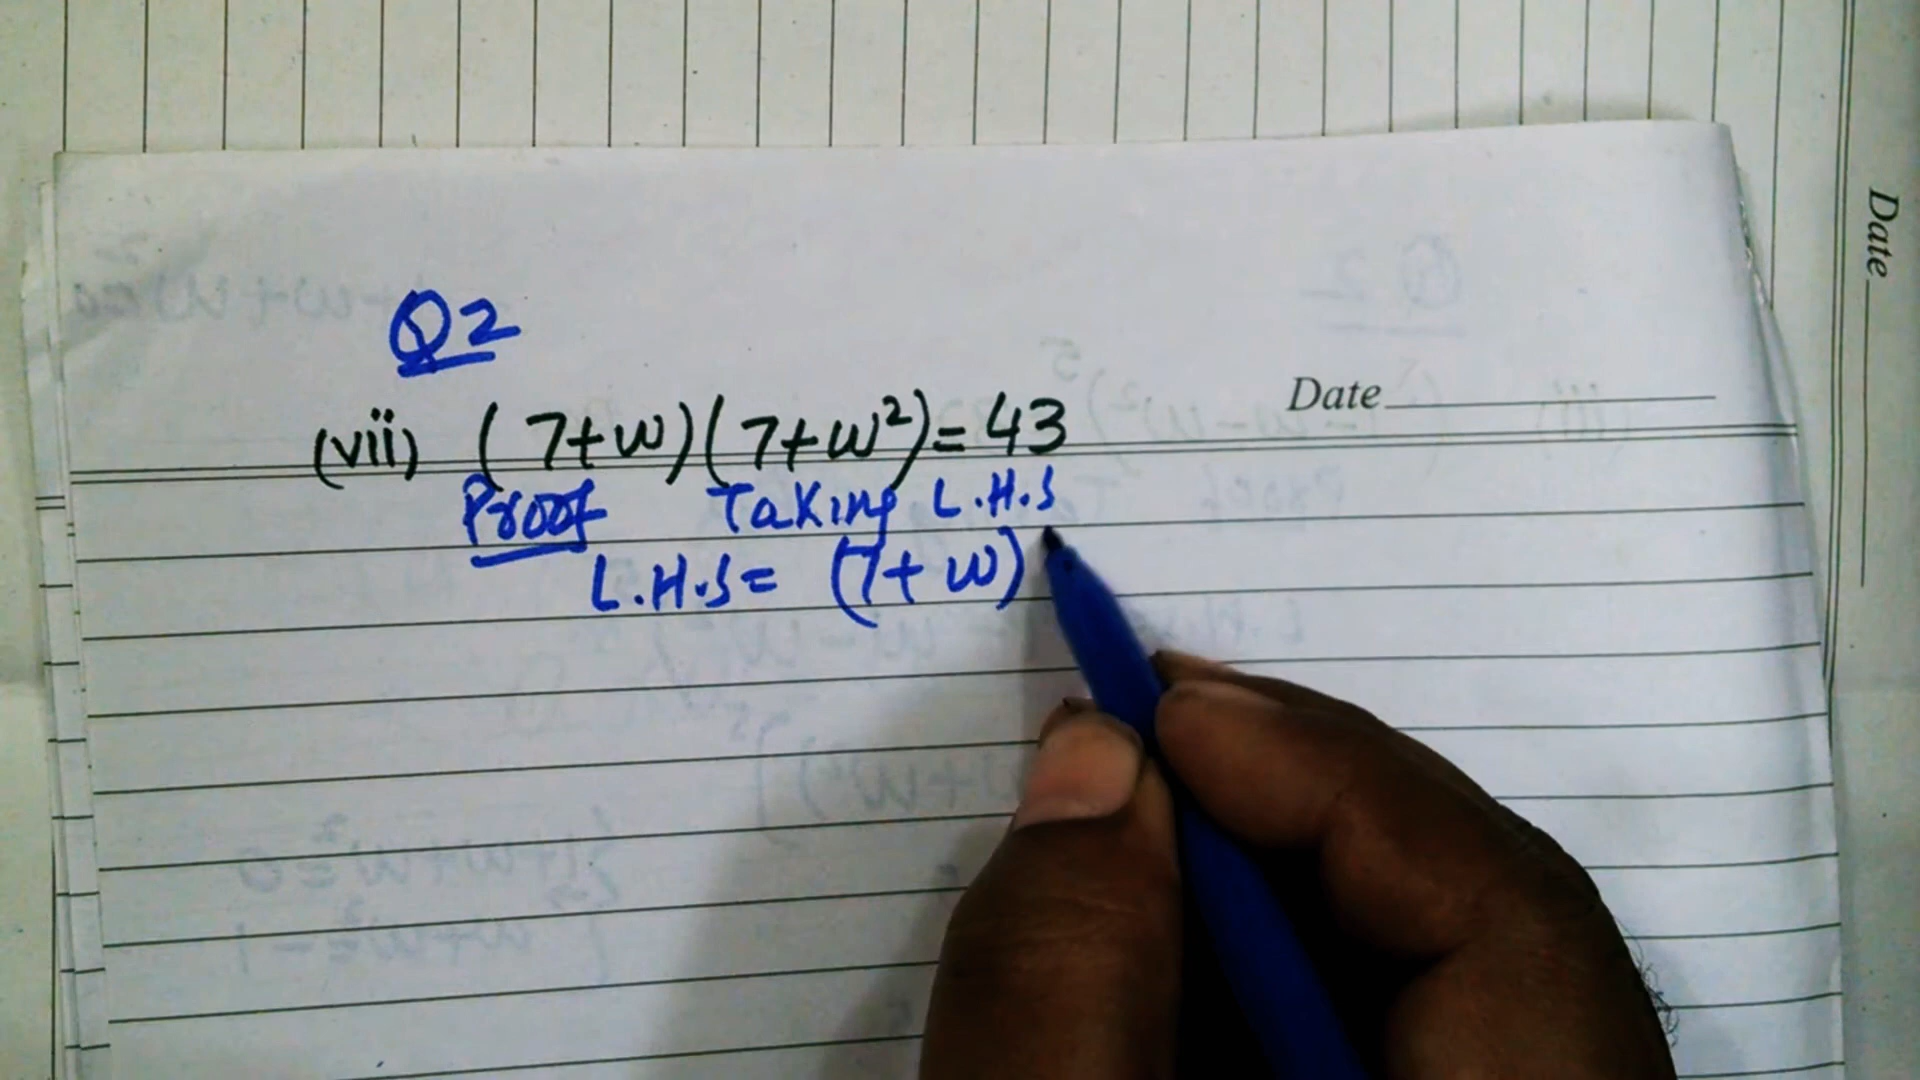 Date
Q2
Date
(vii) (7+w)(7+w²)=43
Proof Taking L.H.S
L.H.S= (7+w)